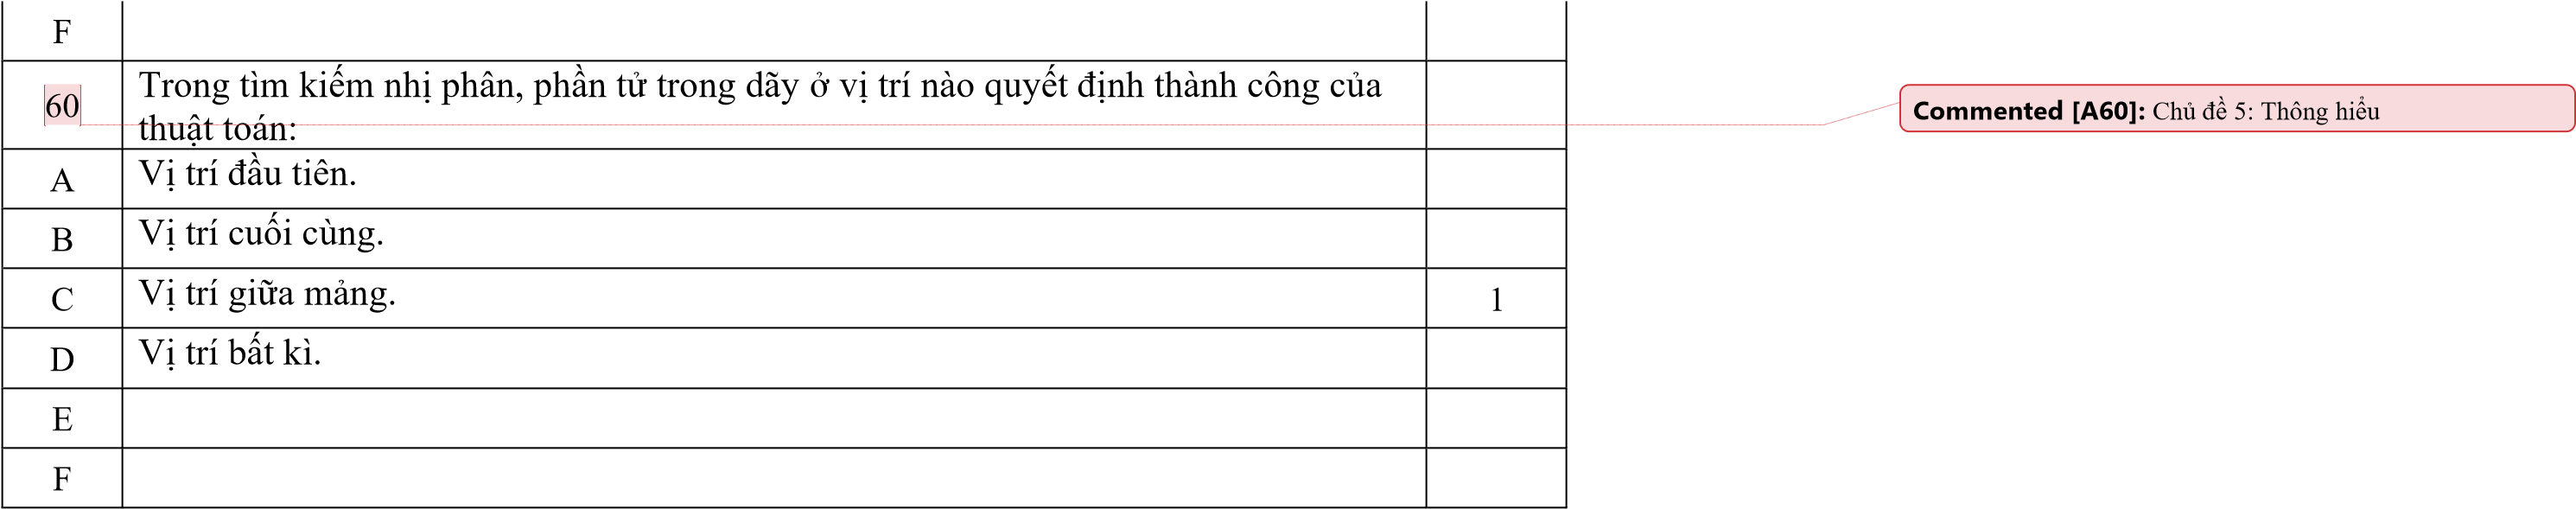 F
60 Trong tìm kiếm nhị phân, phần tử trong dãy ở vị trí nào quyết định thành công của
thuật toán:
Commented [A60]: Chủ đề 5: Thông hiểu
A Vị trí đầu tiên.
B Vị trí cuối cùng.
C Vị trí giữa mảng. 1
D Vị trí bất kì.
E
F